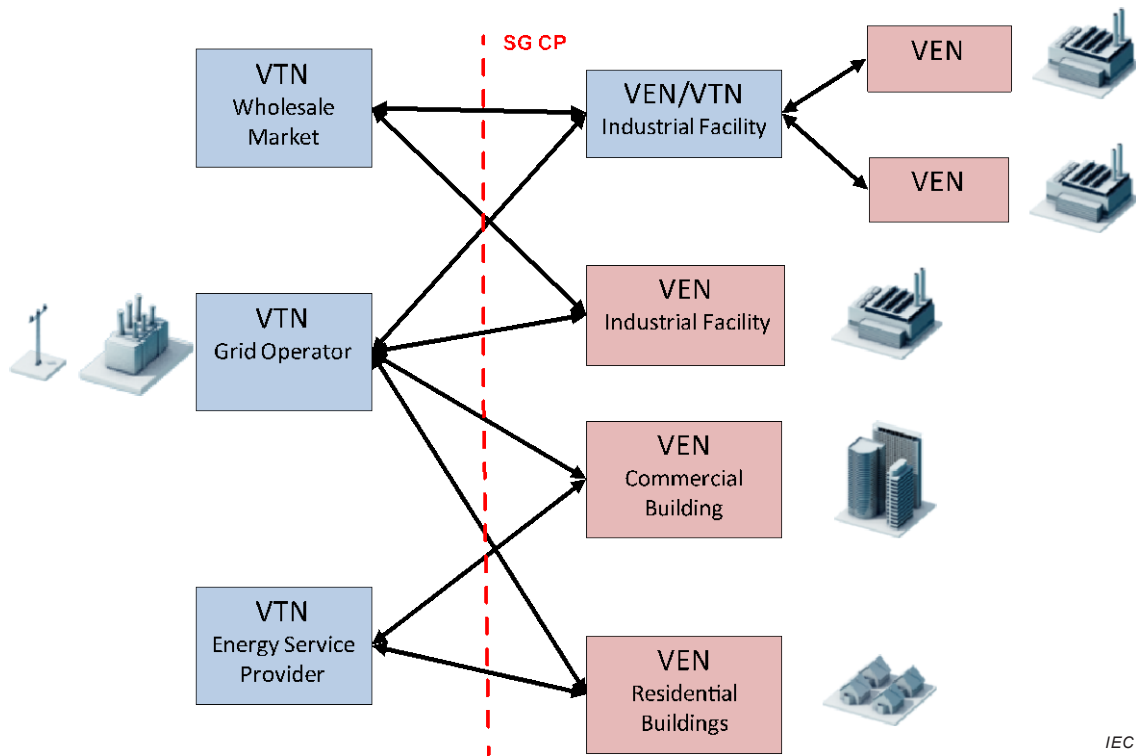 SG CP
VTN
Wholesale
Market
VEN/VTN
Industrial Facility
VEN
VEN
VTN
Grid Operator
VEN
Industrial Facility
VEN
Commercial
Building
VTN
Energy Service
Provider
VEN
Residential
Buildings
IEC